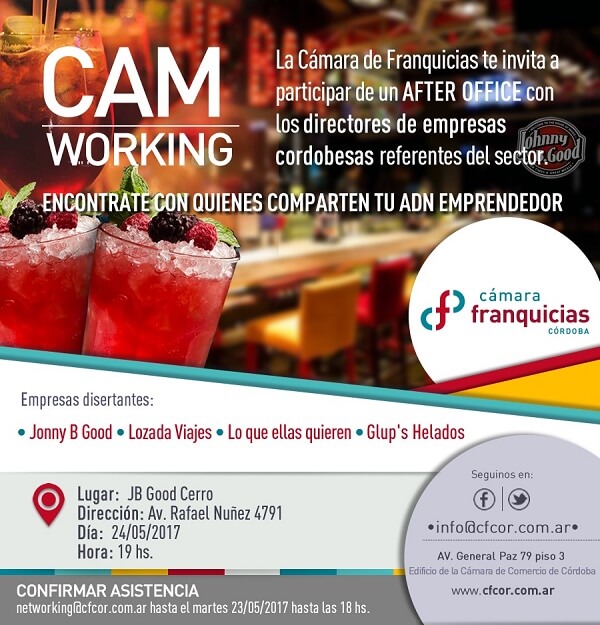 CAM
WORKING
La Cámara de Franquicias te invita a
participar de un AFTER OFFICE con
los directores de empresas
cordobesas referentes del sector.
Johnny
B.Good
ENCONTRATE CON QUIENES COMPARTEN TU ADN EMPRENDEDOR
cámara
franquicias
CÓRDOBA
Empresas disertantes:
• Jonny B Good • Lozada Viajes • Lo que ellas quieren • Glup's Helados
Lugar: JB Good Cerro
Dirección: Av. Rafael Nuñez 4791
Día: 24/05/2017
Hora: 19 hs.
Seguinos en:
•info@cfcor.com.ar•
AV. General Paz 79 piso 3
Edificio de la Cámara de Comercio de Córdoba
www.cfcor.com.ar
CONFIRMAR ASISTENCIA
networking@cfcor.com.ar hasta el martes 23/05/2017 hasta las 18 hs.